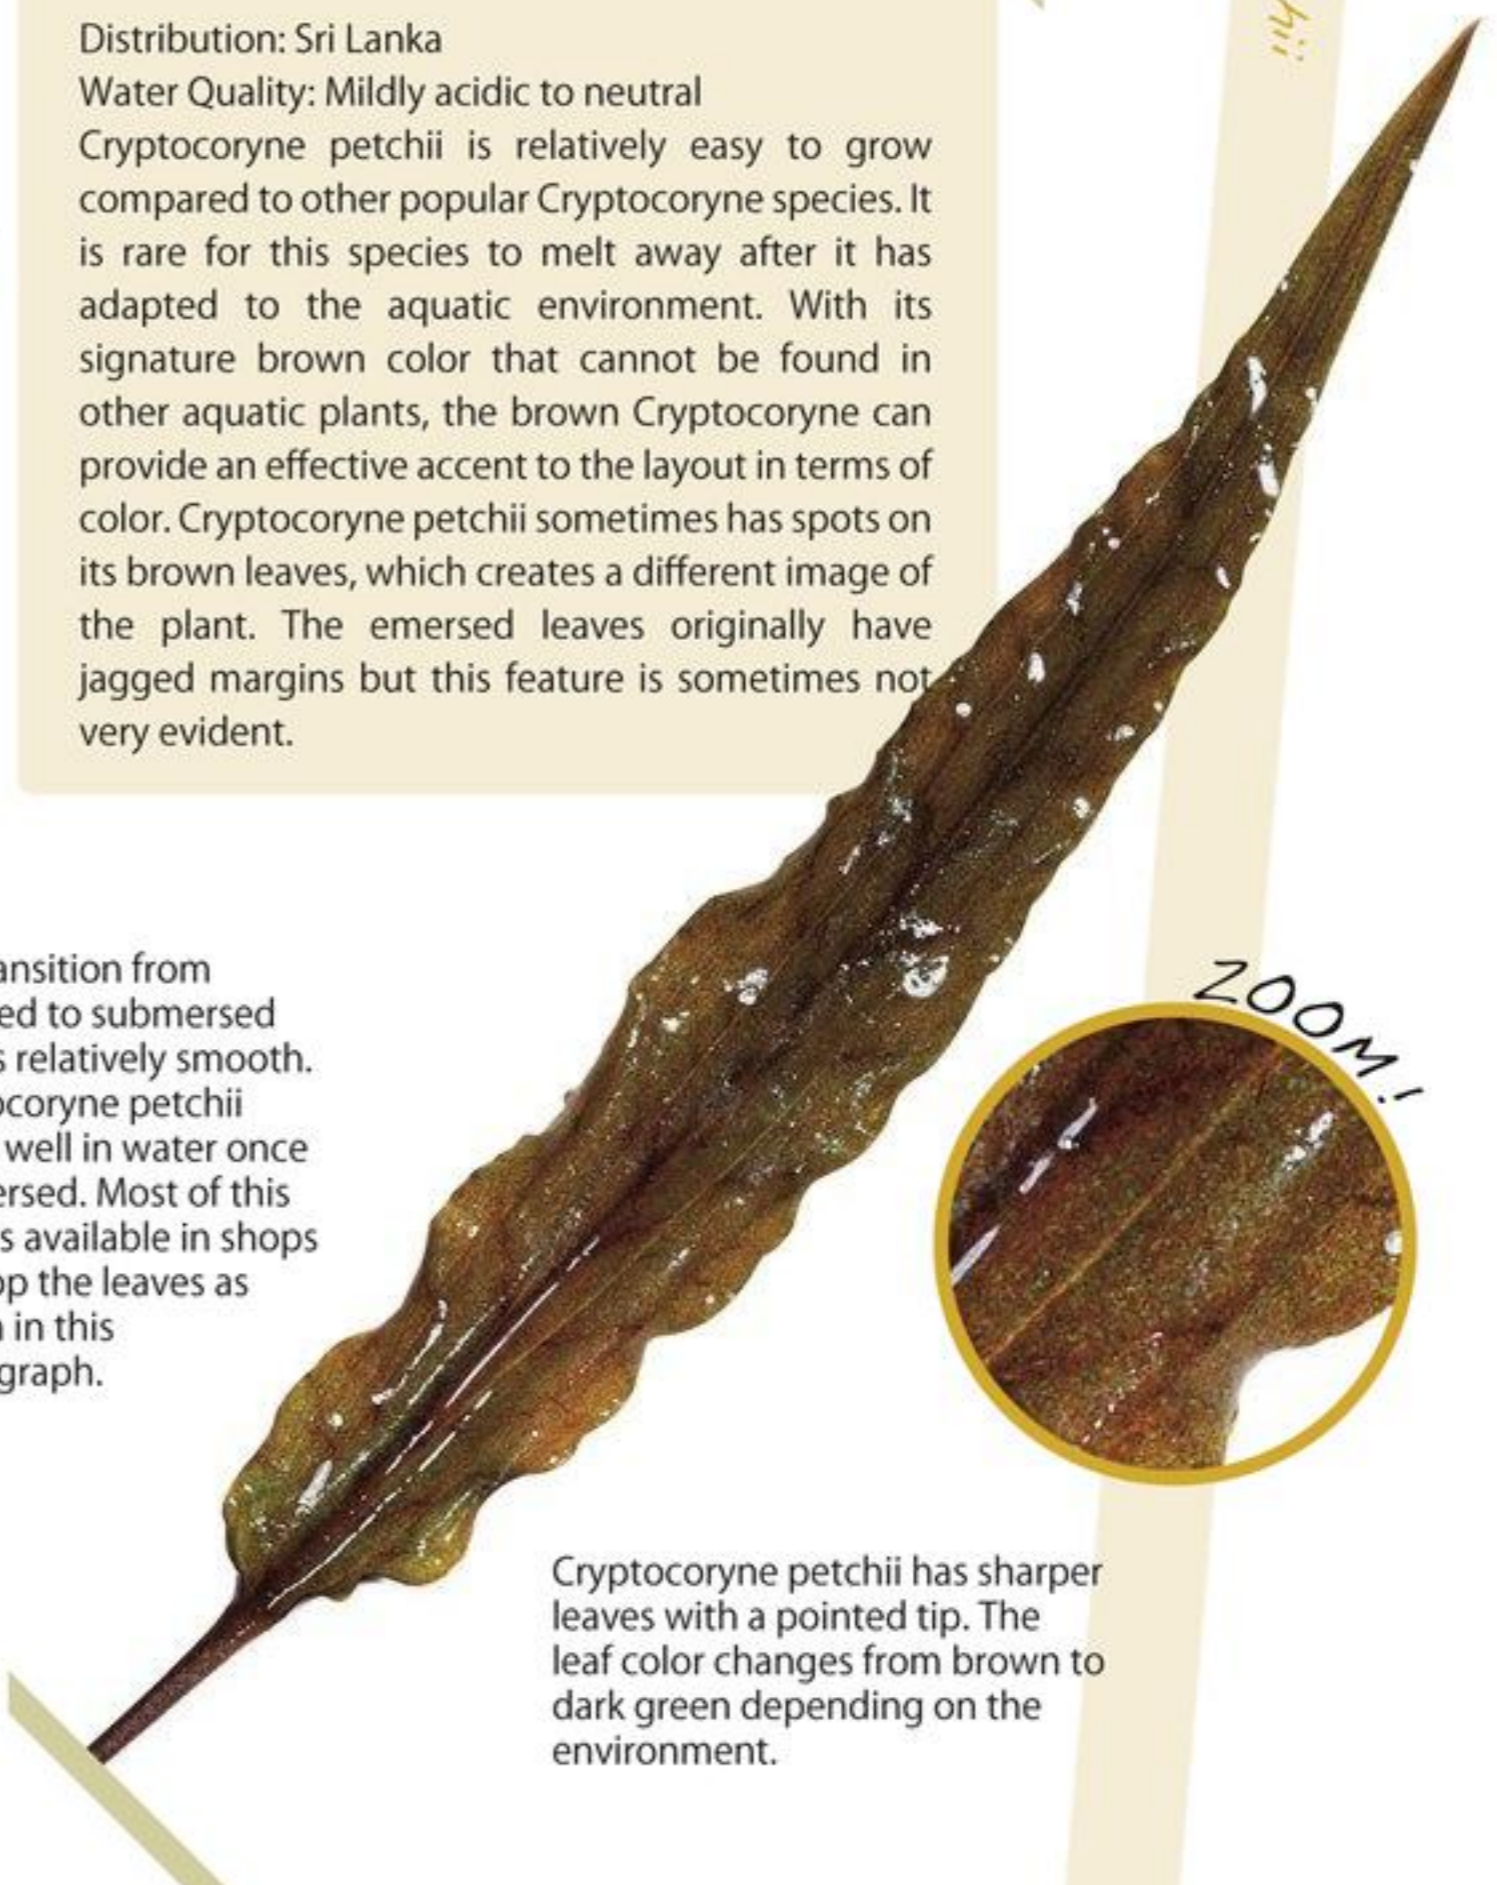 hii
Distribution: Sri Lanka
Water Quality: Mildly acidic to neutral
Cryptocoryne petchii is relatively easy to grow
compared to other popular Cryptocoryne species. It
is rare for this species to melt away after it has
adapted to the aquatic environment. With its
signature brown color that cannot be found in
other aquatic plants, the brown Cryptocoryne can
provide an effective accent to the layout in terms of
color. Cryptocoryne petchii sometimes has spots on
its brown leaves, which creates a different image of
the plant. The emersed leaves originally have
jagged margins but this feature is sometimes not
very evident.
ansition from
ed to submersed
s relatively smooth.
ocoryne petchii
well in water once
ersed. Most of this
s available in shops
op the leaves as
in this
graph.
ZOOM!
Cryptocoryne petchii has sharper
leaves with a pointed tip. The
leaf color changes from brown to
dark green depending on the
environment.